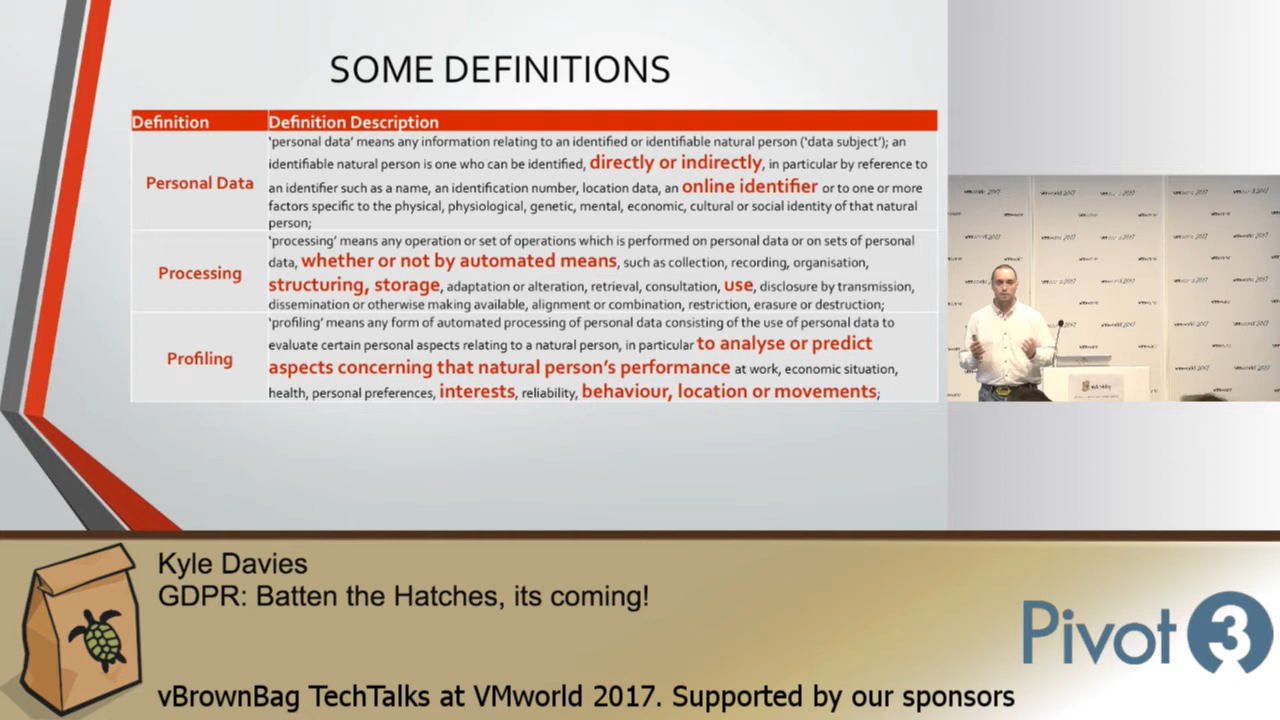 SOME DEFINITIONS
Definition
Definition Description
Personal Data
‘personal data’ means any information relating to an identified or identifiable natural person (‘data subject’); an
identifiable natural person is one who can be identified, directly or indirectly, in particular by reference to
an identifier such as a name, an identification number, location data, an online identifier or to one or more
factors specific to the physical, physiological, genetic, mental, economic, cultural or social identity of that natural
person;
Processing
‘processing’ means any operation or set of operations which is performed on personal data or on sets of personal
data, whether or not by automated means, such as collection, recording, organisation,
structuring, storage, adaptation or alteration, retrieval, consultation, use, disclosure by transmission,
dissemination or otherwise making available, alignment or combination, restriction, erasure or destruction;
Profiling
‘profiling’ means any form of automated processing of personal data consisting of the use of personal data to
evaluate certain personal aspects relating to a natural person, in particular to analyse or predict
aspects concerning that natural person’s performance at work, economic situation,
health, personal preferences, interests, reliability, behaviour, location or movements;
Kyle Davies
GDPR: Batten the Hatches, its coming!
Pivot3
vBrownBag TechTalks at VMworld 2017. Supported by our sponsors